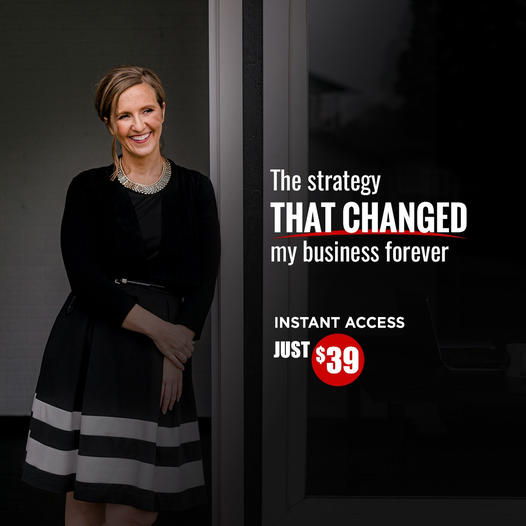 The strategy
THAT CHANGED
my business forever
INSTANT ACCESS
JUST $39